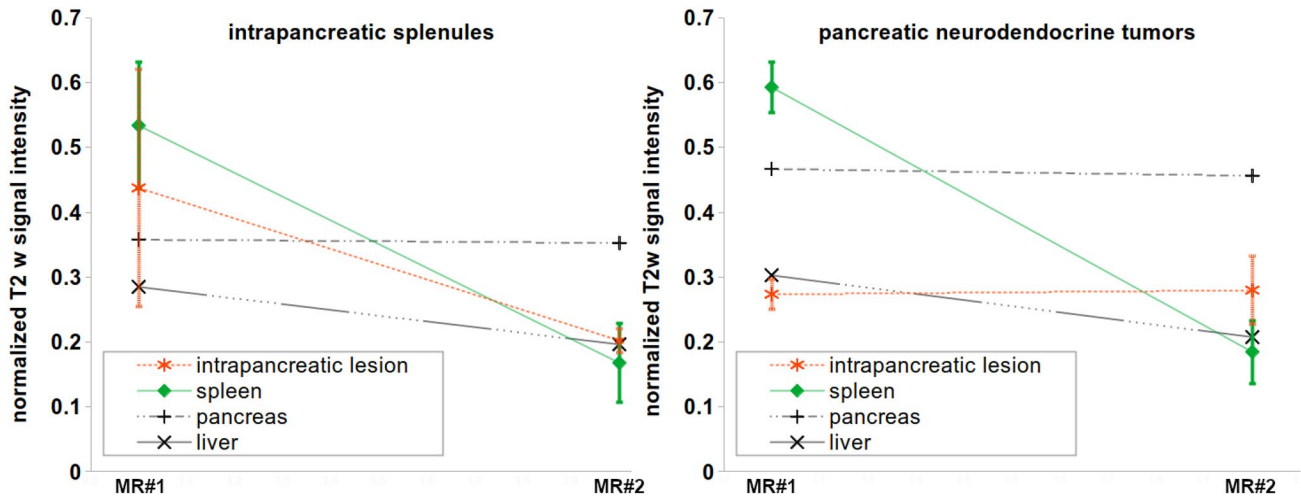 intrapancreatic splenules
normalized T2 w signal intensity
0.7
0.6
0.5
0.4
0.3
0.2
0.1
0
intrapancreatic lesion
spleen
pancreas
liver
MR#1
MR#2
pancreatic neurodendocrine tumors
normalized T2w signal intensity
0.7
0.6
0.5
0.4
0.3
0.2
0.1
0
intrapancreatic lesion
spleen
pancreas
liver
MR#1
MR#2